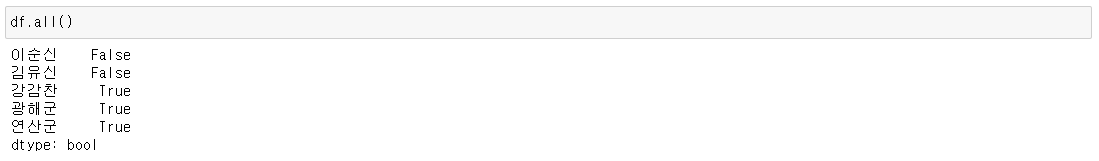 df.all()
이순신 False
김유신 False
강감찬 True
광해군 True
연산군 True
dtype: bool